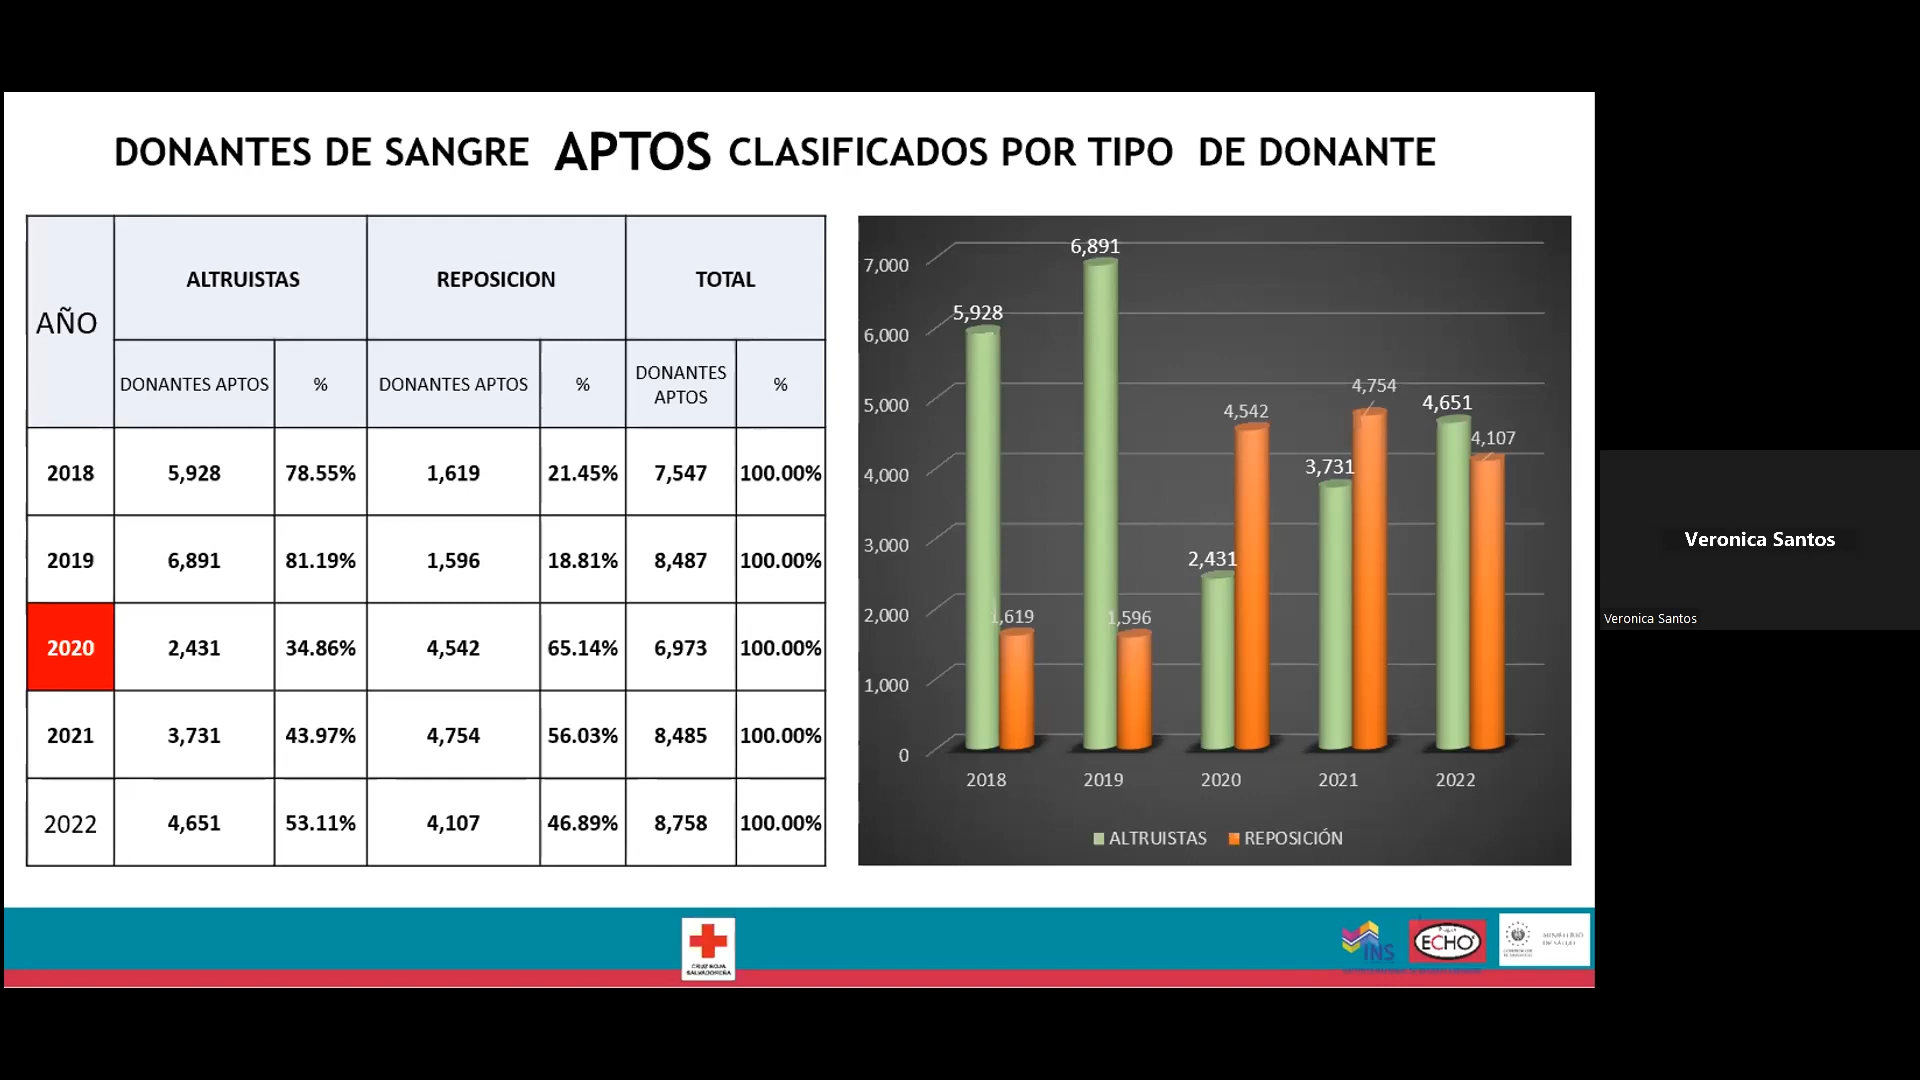 DONANTES DE SANGRE APTOS CLASIFICADOS POR TIPO DE DONANTE
AÑO ALTRUISTAS REPOSICION TOTAL
DONANTES APTOS % DONANTES APTOS % DONANTES APTOS %
2018 5,928 78.55% 1,619 21.45% 7,547 100.00%
2019 6,891 81.19% 1,596 18.81% 8,487 100.00%
2020 2,431 34.86% 4,542 65.14% 6,973 100.00%
2021 3,731 43.97% 4,754 56.03% 8,485 100.00%
2022 4,651 53.11% 4,107 46.89% 8,758 100.00%
7,000
6,000
5,000
4,000
3,000
2,000
1,000
0
5,928
1,619
6,891
1,596
2,431
4,542
3,731
4,754
4,651
4,107
2018 2019 2020 2021 2022
ALTRUISTAS REPOSICIÓN
Veronica Santos
Veronica Santos
CRUZ ROJA
SALVADOREÑA
INS
ECHO
MINISTERIO
DE SALUD